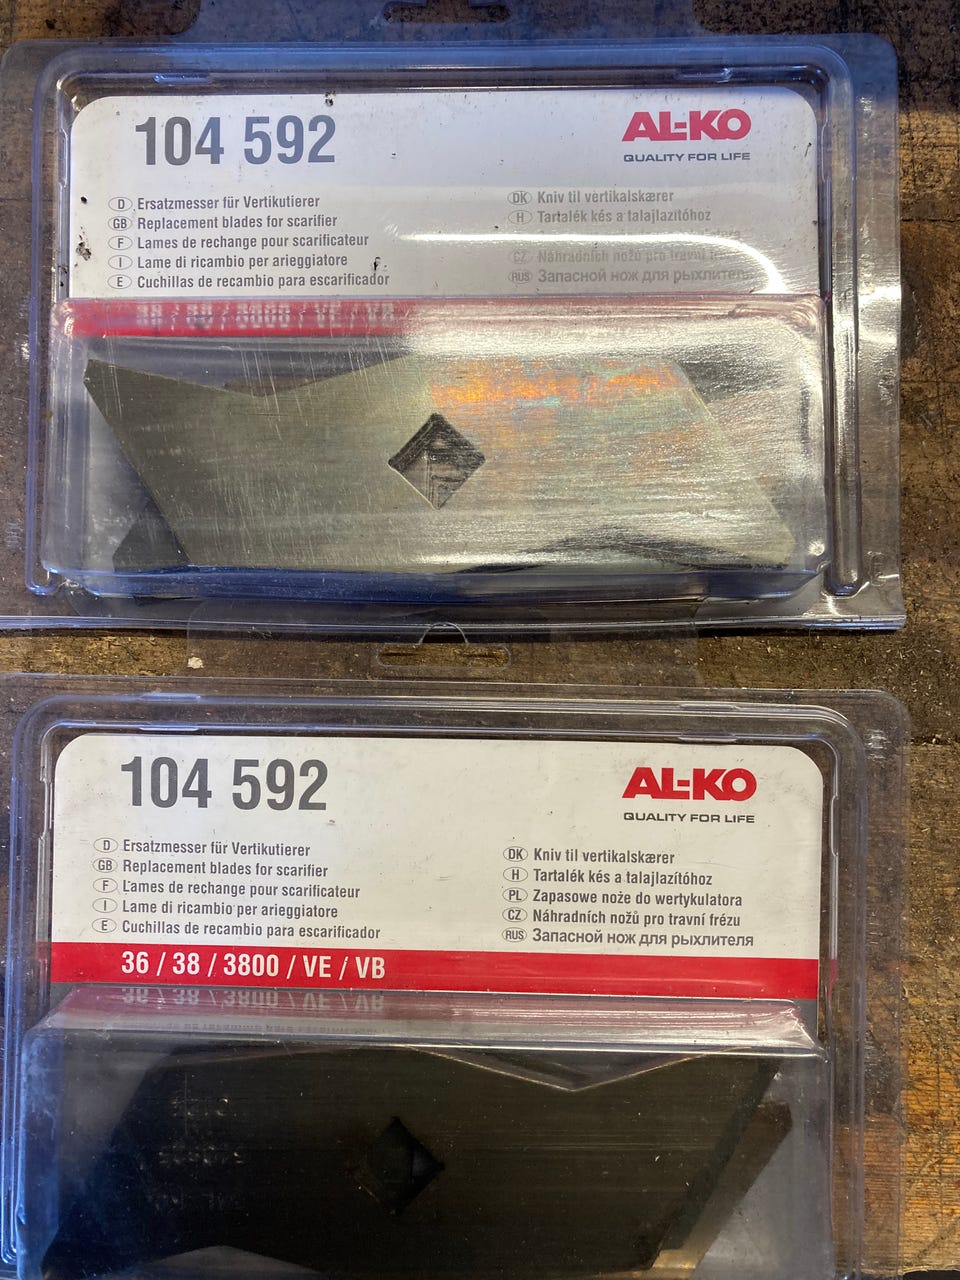 104 592
AL-KO
QUALITY FOR LIFE
D Ersatzmesser für Vertikutierer
GB Replacement blades for scarifier
F Lames de rechange pour scarificateur
I Lame di ricambio per arieggiatore
E Cuchillas de recambio para escarificador
DK Kniv til vertikalskærer
H Tartalék kés a talajlazítóhoz
CZ Náhradních nožů pro travní
RUS Запасной нож для рыхлителя
104 592
AL-KO
QUALITY FOR LIFE
D Ersatzmesser für Vertikutierer
GB Replacement blades for scarifier
F Lames de rechange pour scarificateur
I Lame di ricambio per arieggiatore
E Cuchillas de recambio para escarificador
DK Kniv til vertikalskærer
H Tartalék kés a talajlazítóhoz
PL Zapasowe noże do wertykulatora
CZ Náhradních nožů pro travní frézu
RUS Запасной нож для рыхлителя
36 / 38 / 3800 / VE / VB